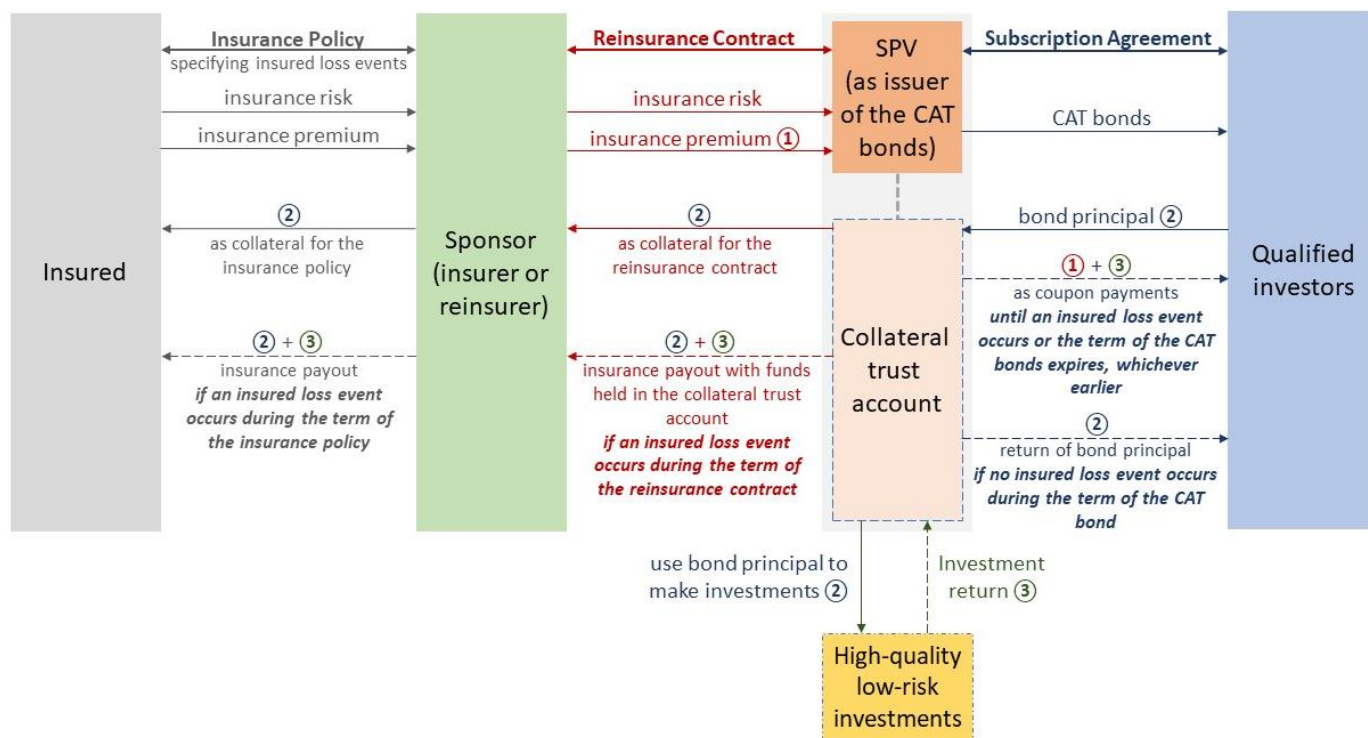 Insured
Insurance Policy
specifying insured loss events
insurance risk
insurance premium
②
as collateral for the
insurance policy
② + ③
insurance payout
if an insured loss event
occurs during the term of
the insurance policy
Sponsor
(insurer or
reinsurer)
Reinsurance Contract
insurance risk
insurance premium ①
②
as collateral for the
reinsurance contract
② + ③
insurance payout with funds
held in the collateral trust
account
if an insured loss event
occurs during the term of
the reinsurance contract
SPV
(as issuer
of the CAT
bonds)
Collateral
trust
account
Subscription Agreement
CAT bonds
bond principal ②
① + ③
as coupon payments
until an insured loss event
occurs or the term of the CAT
bonds expires, whichever
earlier
②
return of bond principal
if no insured loss event occurs
during the term of the CAT
bond
Qualified
investors
use bond principal to
make investments ②
Investment
return ③
High-quality
low-risk
investments